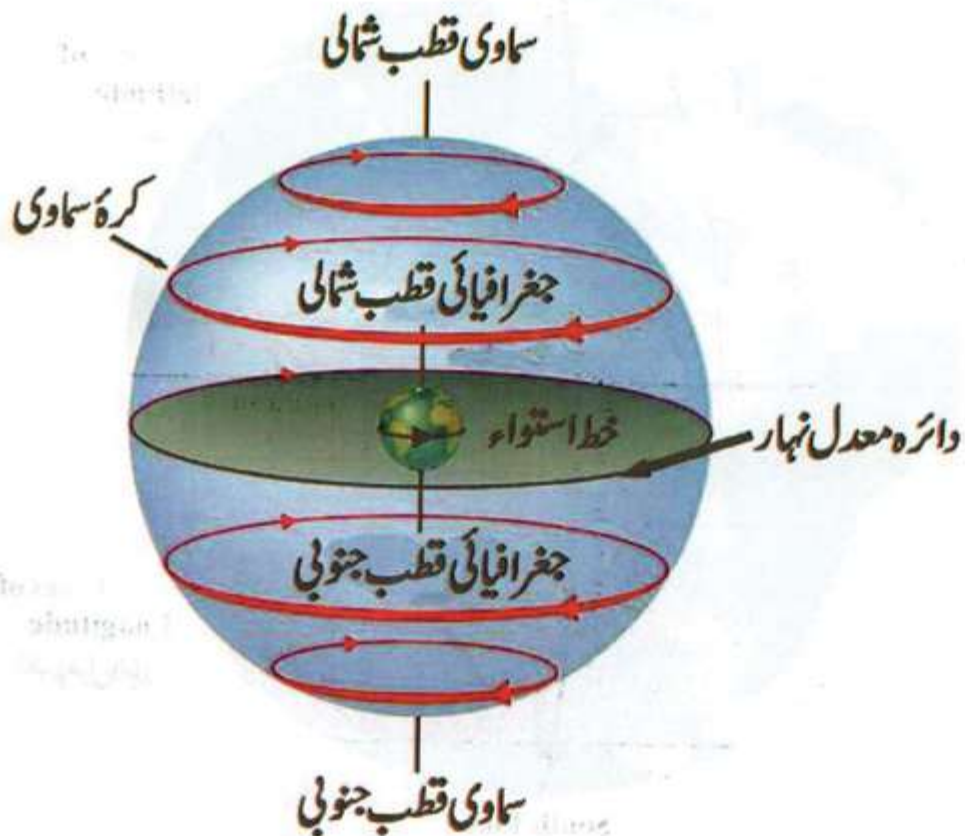 سماوی قطب شمالی
کرۂ سماوی
جغرافیائی قطب شمالی
خط استواء
دائرہ معدل نہار
جغرافیائی قطب جنوبی
سماوی قطب جنوبی